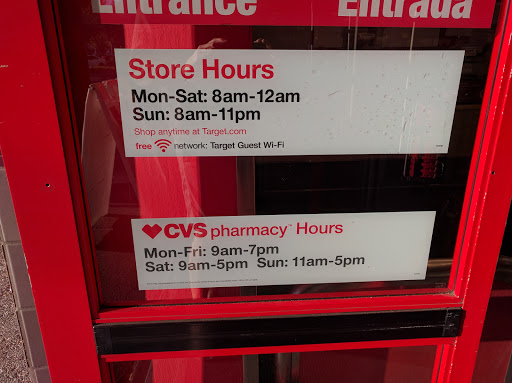 Entrance Entrada
Store Hours
Mon-Sat: 8am-12am
Sun: 8am-11pm
Shop anytime at Target.com
free network: Target Guest Wi-Fi
CVS pharmacy™ Hours
Mon-Fri: 9am-7pm
Sat: 9am-5pm Sun: 11am-5pm